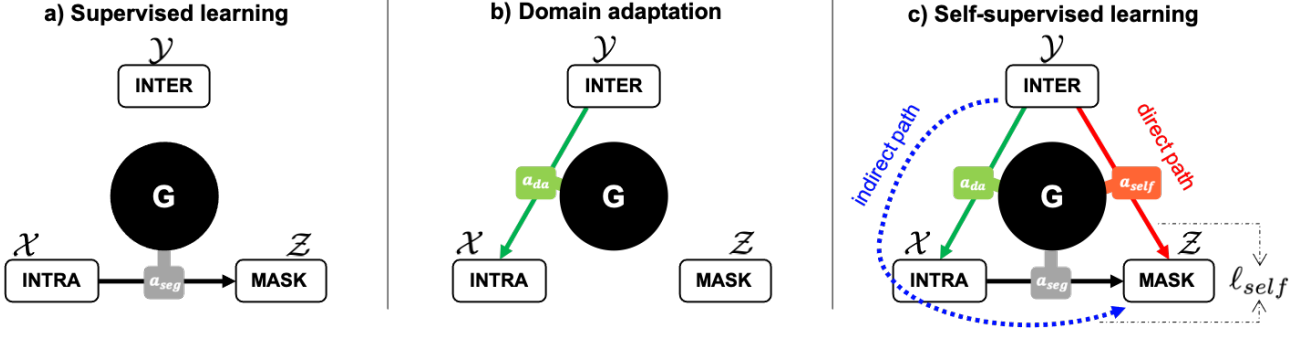 a) Supervised learning
𝒴
INTER
G
𝒳
𝒵
INTRA
a_seg
MASK
b) Domain adaptation
𝒴
INTER
a_da
G
𝒳
𝒵
INTRA
MASK
c) Self-supervised learning
𝒴
INTER
indirect path
direct path
a_da
G
a_self
𝒳
𝒵
INTRA
a_seg
MASK
ℓ_self